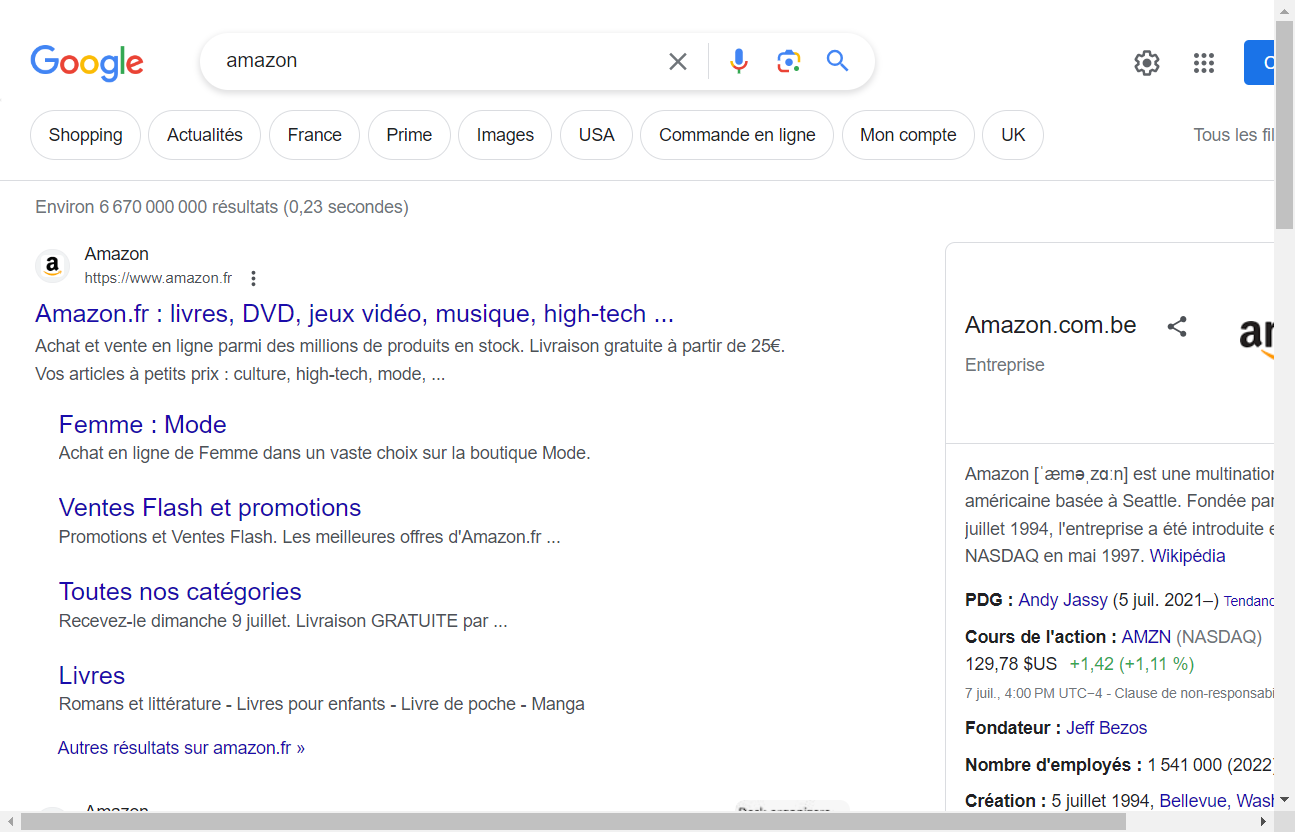 Google
amazon
Shopping
Actualités
France
Prime
Images
USA
Commande en ligne
Mon compte
UK
Tous les fil
Environ 6 670 000 000 résultats (0,23 secondes)
Amazon
https://www.amazon.fr
Amazon.fr : livres, DVD, jeux vidéo, musique, high-tech ...
Achat et vente en ligne parmi des millions de produits en stock. Livraison gratuite à partir de 25€.
Vos articles à petits prix : culture, high-tech, mode, ...
Femme : Mode
Achat en ligne de Femme dans un vaste choix sur la boutique Mode.
Ventes Flash et promotions
Promotions et Ventes Flash. Les meilleures offres d'Amazon.fr ...
Toutes nos catégories
Recevez-le dimanche 9 juillet. Livraison GRATUITE par ...
Livres
Romans et littérature - Livres pour enfants - Livre de poche - Manga
Autres résultats sur amazon.fr »
Amazon
Amazon.com.be
Entreprise
Amazon [ˈæməˌzɑːn] est une multination
américaine basée à Seattle. Fondée par
juillet 1994, l'entreprise a été introduite e
NASDAQ en mai 1997. Wikipédia
PDG : Andy Jassy (5 juil. 2021–) Tendanc
Cours de l'action : AMZN (NASDAQ)
129,78 $US +1,42 (+1,11 %)
7 juil., 4:00 PM UTC−4 - Clause de non-responsabi
Fondateur : Jeff Bezos
Nombre d'employés : 1 541 000 (2022)
Création : 5 juillet 1994, Bellevue, Wash